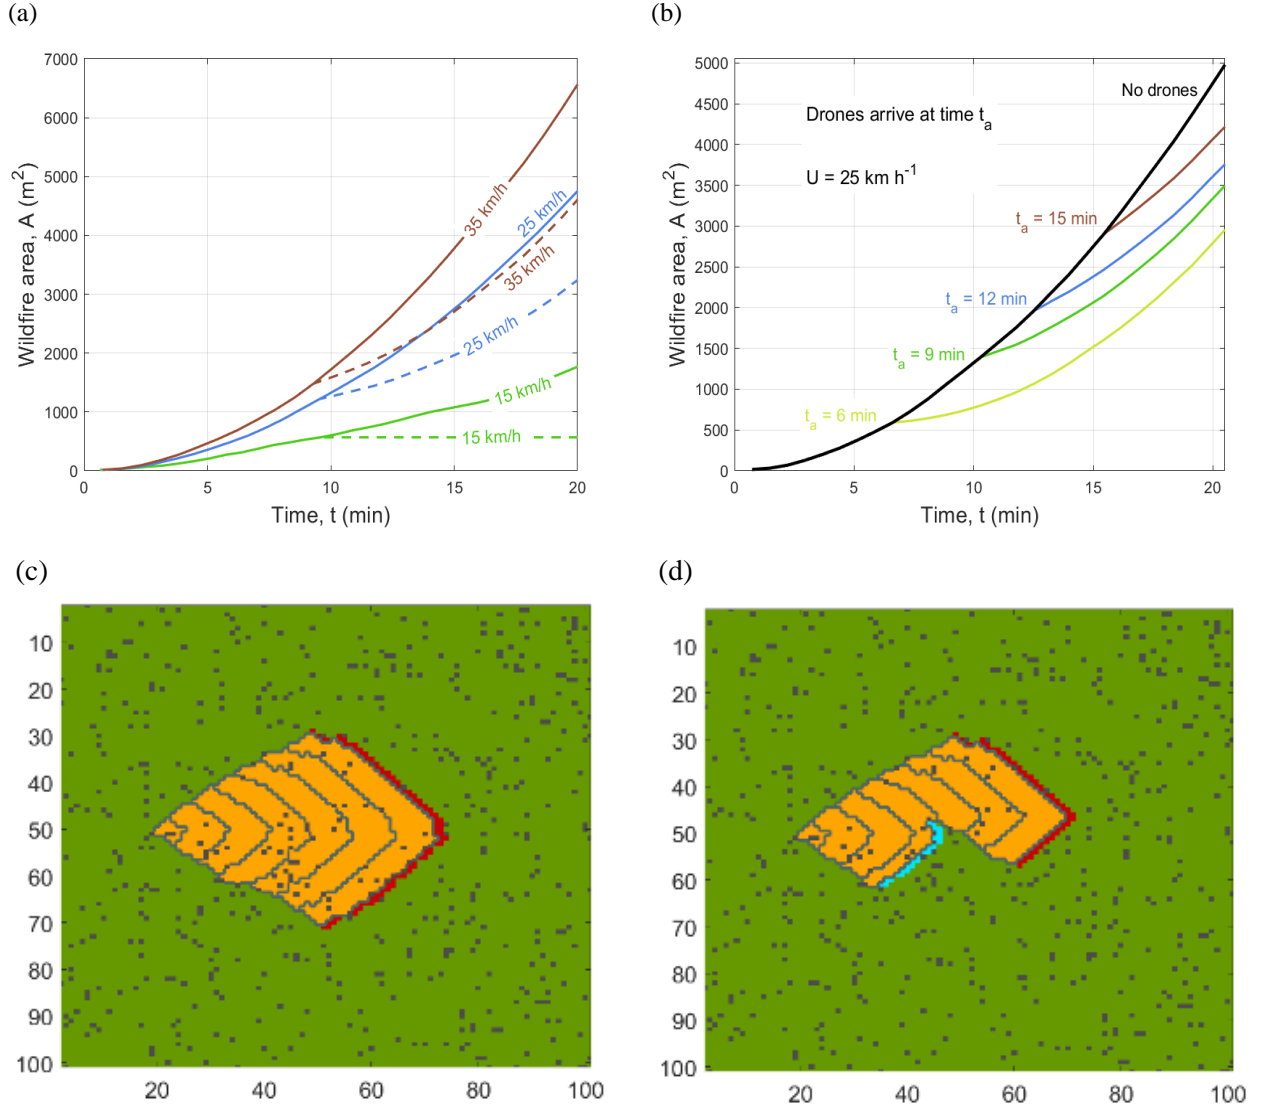 (a)
7000
6000
5000
4000
3000
2000
1000
0
0 5 10 15 20
Wildfire area, A (m²)
Time, t (min)
35 km/h
25 km/h
35 km/h
25 km/h
15 km/h
15 km/h
(b)
5000
4500
4000
3500
3000
2500
2000
1500
1000
500
0
0 5 10 15 20
Wildfire area, A (m²)
Time, t (min)
No drones
Drones arrive at time tₐ
U = 25 km h⁻¹
tₐ = 15 min
tₐ = 12 min
tₐ = 9 min
tₐ = 6 min
(c)
10
20
30
40
50
60
70
80
90
100
20 40 60 80 100
(d)
10
20
30
40
50
60
70
80
90
100
20 40 60 80 100